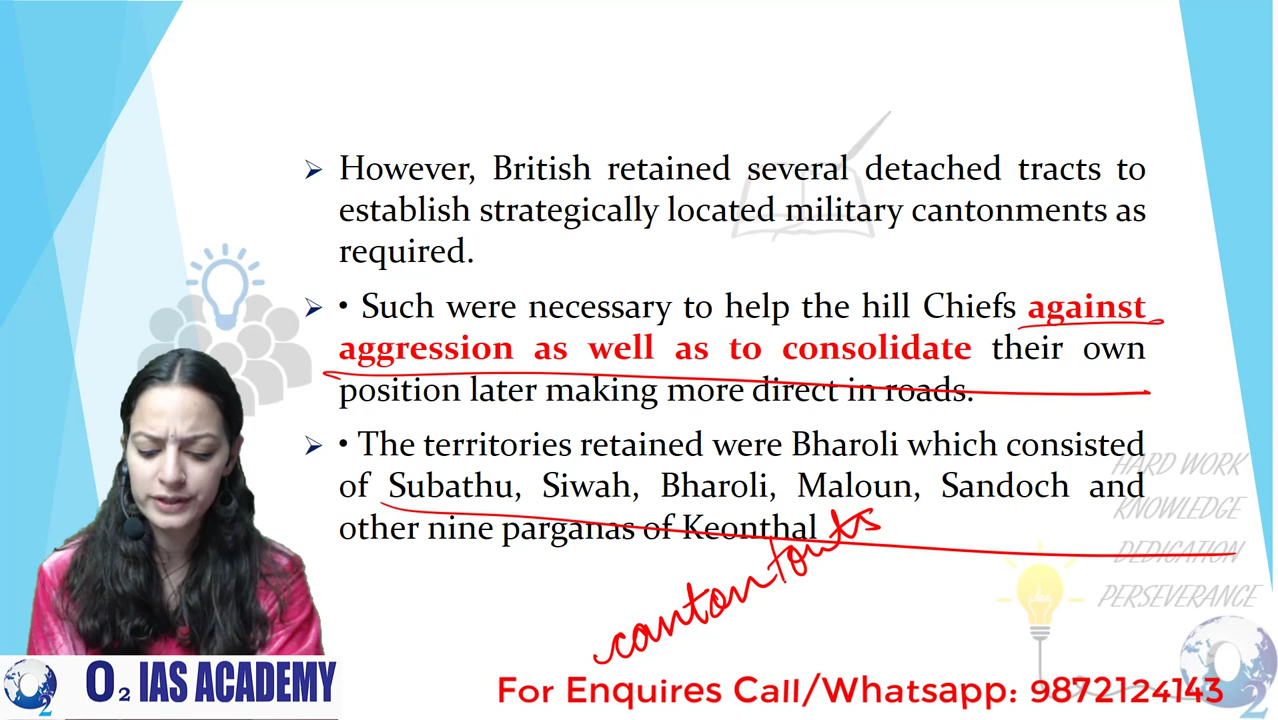 ➢ However, British retained several detached tracts to
establish strategically located military cantonments as
required.
➢ • Such were necessary to help the hill Chiefs against
aggression as well as to consolidate their own
position later making more direct in roads.
➢ • The territories retained were Bharoli which consisted
of Subathu, Siwah, Bharoli, Maloun, Sandoch and
other nine parganas of Keonthal
HARD WORK
KNOWLEDGE
DEDICATION
PERSEVERANCE
idea
O2 IAS ACADEMY
For Enquires Call/Whatsapp: 9872124143